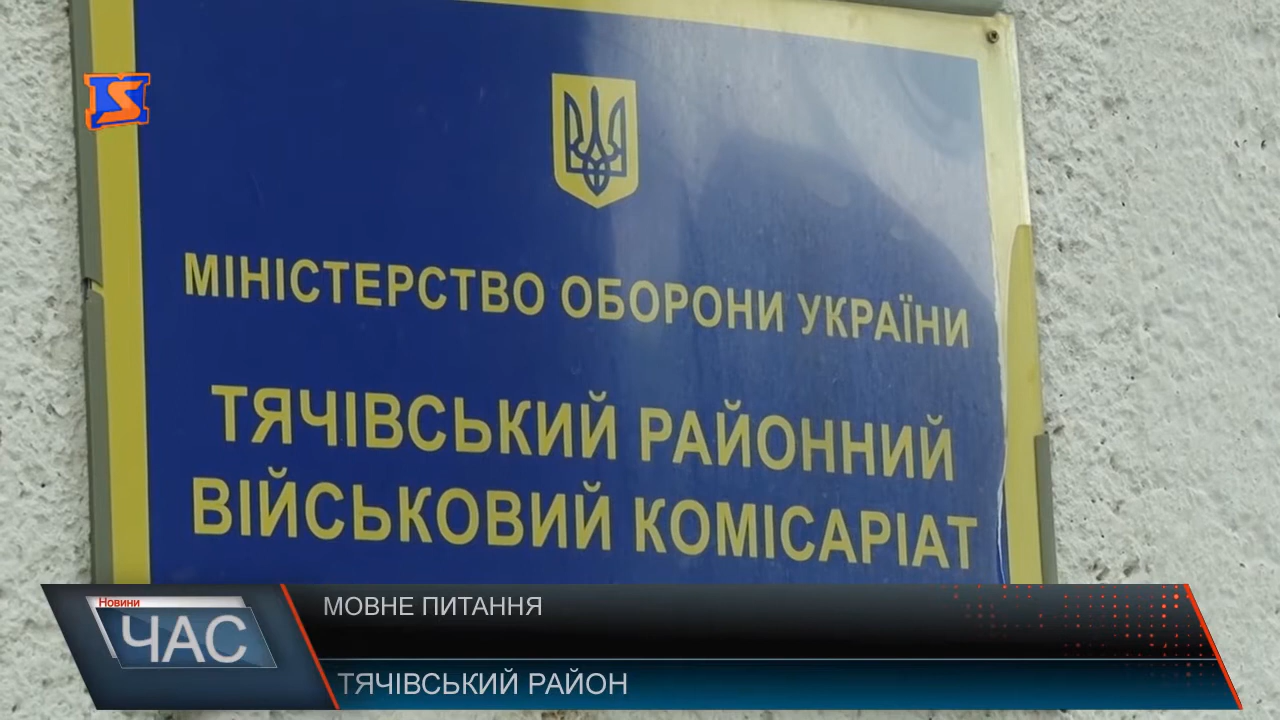 МІНІСТЕРСТВО ОБОРОНИ УКРАЇНИ
ТЯЧІВСЬКИЙ РАЙОННИЙ
ВІЙСЬКОВИЙ КОМІСАРІАТ
Новини
ЧАС
МОВНЕ ПИТАННЯ
ТЯЧІВСЬКИЙ РАЙОН